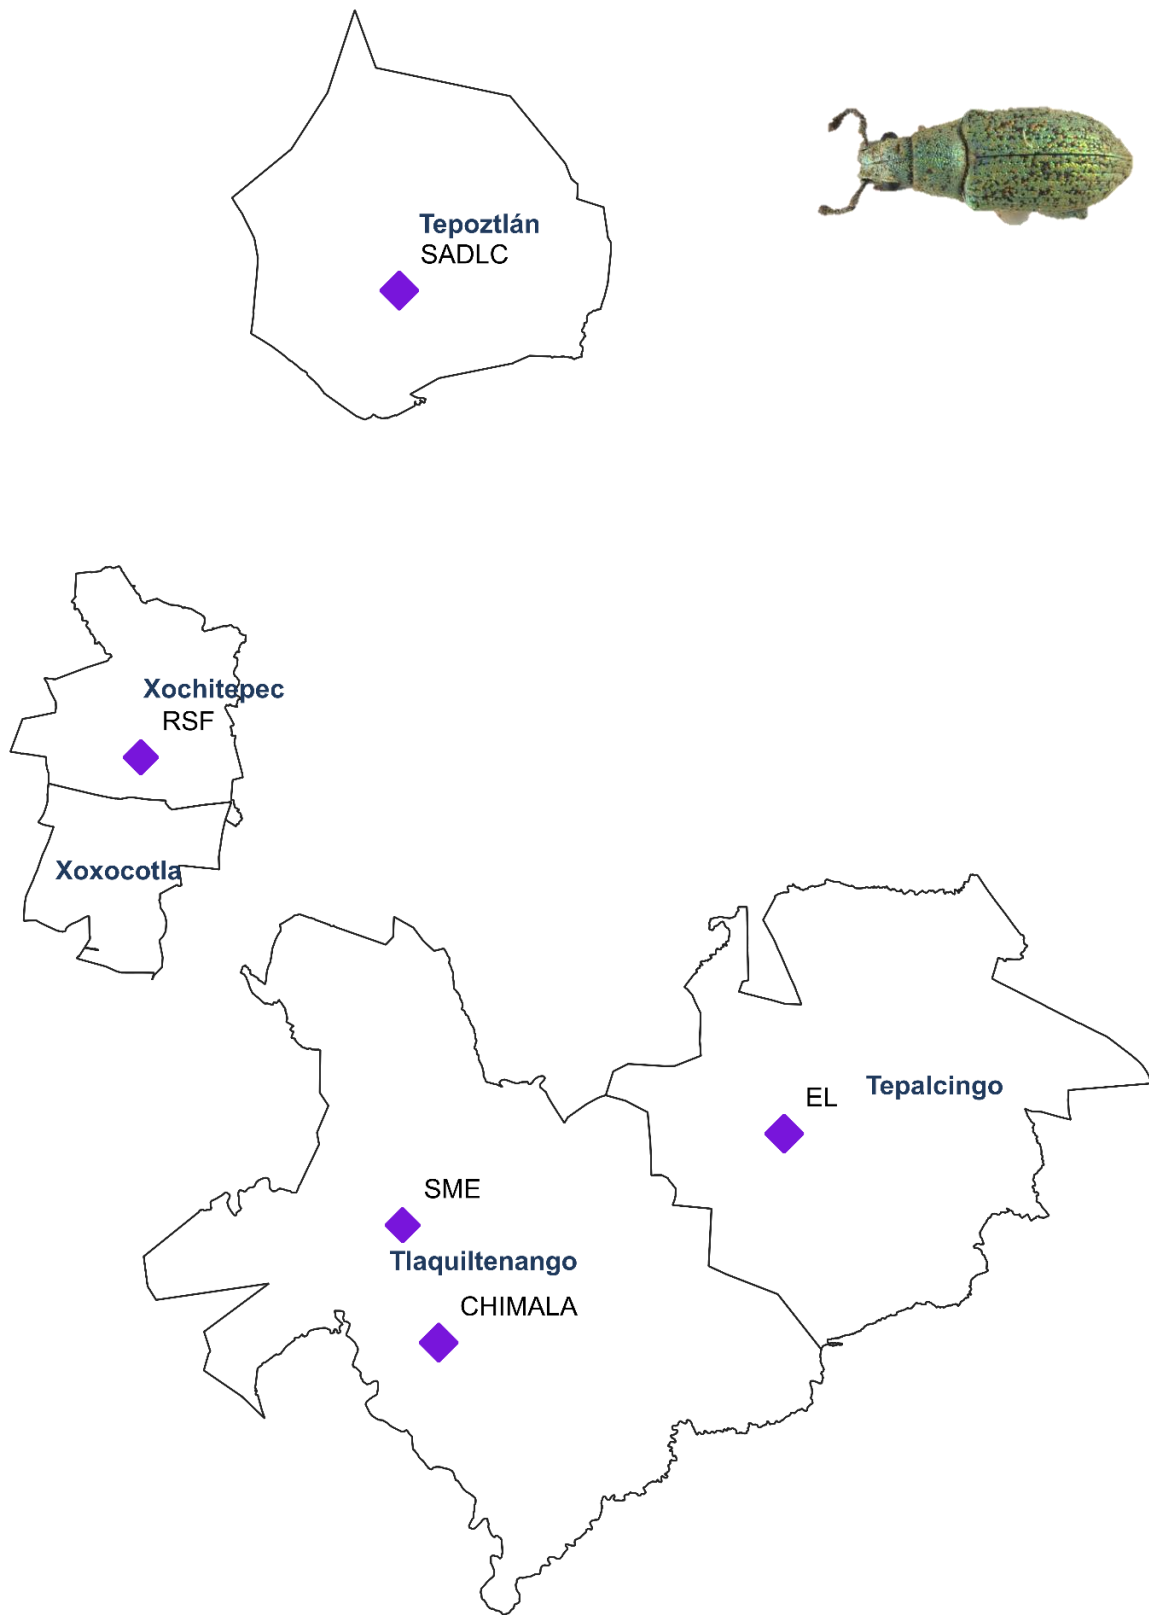 Tepoztlán
SADLC
Xochitepec
RSF
Xoxocotla
Tepalcingo
EL
SME
Tlaquiltenango
CHIMALA